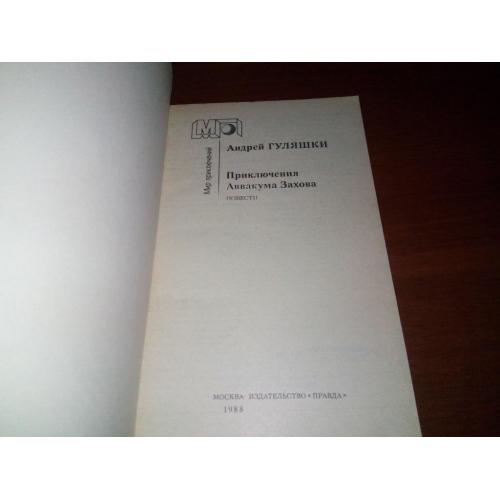 МП
Мир приключений
Андрей ГУЛЯШКИ
Приключения
Аввакума Захова
ПОВЕСТИ
МОСКВА ИЗДАТЕЛЬСТВО «ПРАВДА»
1988